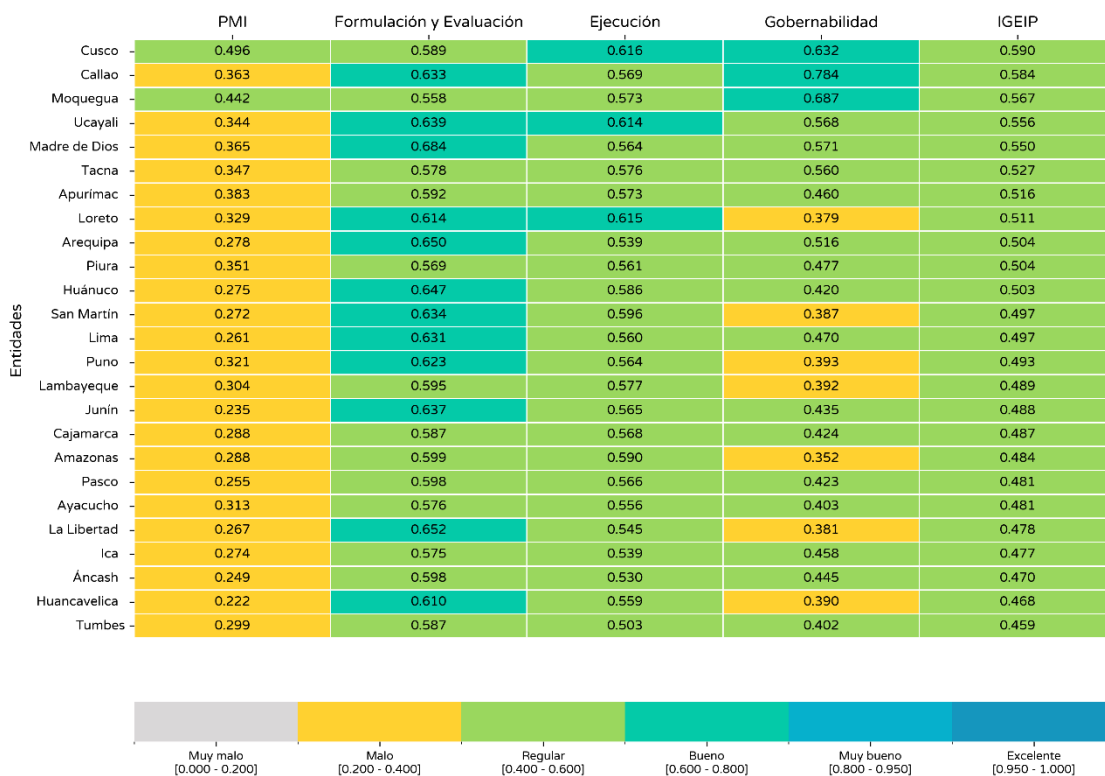 PMI Formulación y Evaluación Ejecución Gobernabilidad IGEIP
Cusco 0.496 0.589 0.616 0.632 0.590
Callao 0.363 0.633 0.569 0.784 0.584
Moquegua 0.442 0.558 0.573 0.687 0.567
Ucayali 0.344 0.639 0.614 0.568 0.556
Madre de Dios 0.365 0.684 0.564 0.571 0.550
Tacna 0.347 0.578 0.576 0.560 0.527
Apurímac 0.383 0.592 0.573 0.460 0.516
Loreto 0.329 0.614 0.615 0.379 0.511
Arequipa 0.278 0.650 0.539 0.516 0.504
Piura 0.351 0.569 0.561 0.477 0.504
Huánuco 0.275 0.647 0.586 0.420 0.503
San Martín 0.272 0.634 0.596 0.387 0.497
Lima 0.261 0.631 0.560 0.470 0.497
Puno 0.321 0.623 0.564 0.393 0.493
Lambayeque 0.304 0.595 0.577 0.392 0.489
Junín 0.235 0.637 0.565 0.435 0.488
Cajamarca 0.288 0.587 0.568 0.424 0.487
Amazonas 0.288 0.599 0.590 0.352 0.484
Pasco 0.255 0.598 0.566 0.423 0.481
Ayacucho 0.313 0.576 0.556 0.403 0.481
La Libertad 0.267 0.652 0.545 0.381 0.478
Ica 0.274 0.575 0.539 0.458 0.477
Áncash 0.249 0.598 0.530 0.445 0.470
Huancavelica 0.222 0.610 0.559 0.390 0.468
Tumbes 0.299 0.587 0.503 0.402 0.459
Entidades
Muy malo Malo Regular Bueno Muy bueno Excelente
[0.000 - 0.200] [0.200 - 0.400] [0.400 - 0.600] [0.600 - 0.800] [0.800 - 0.950] [0.950 - 1.000]